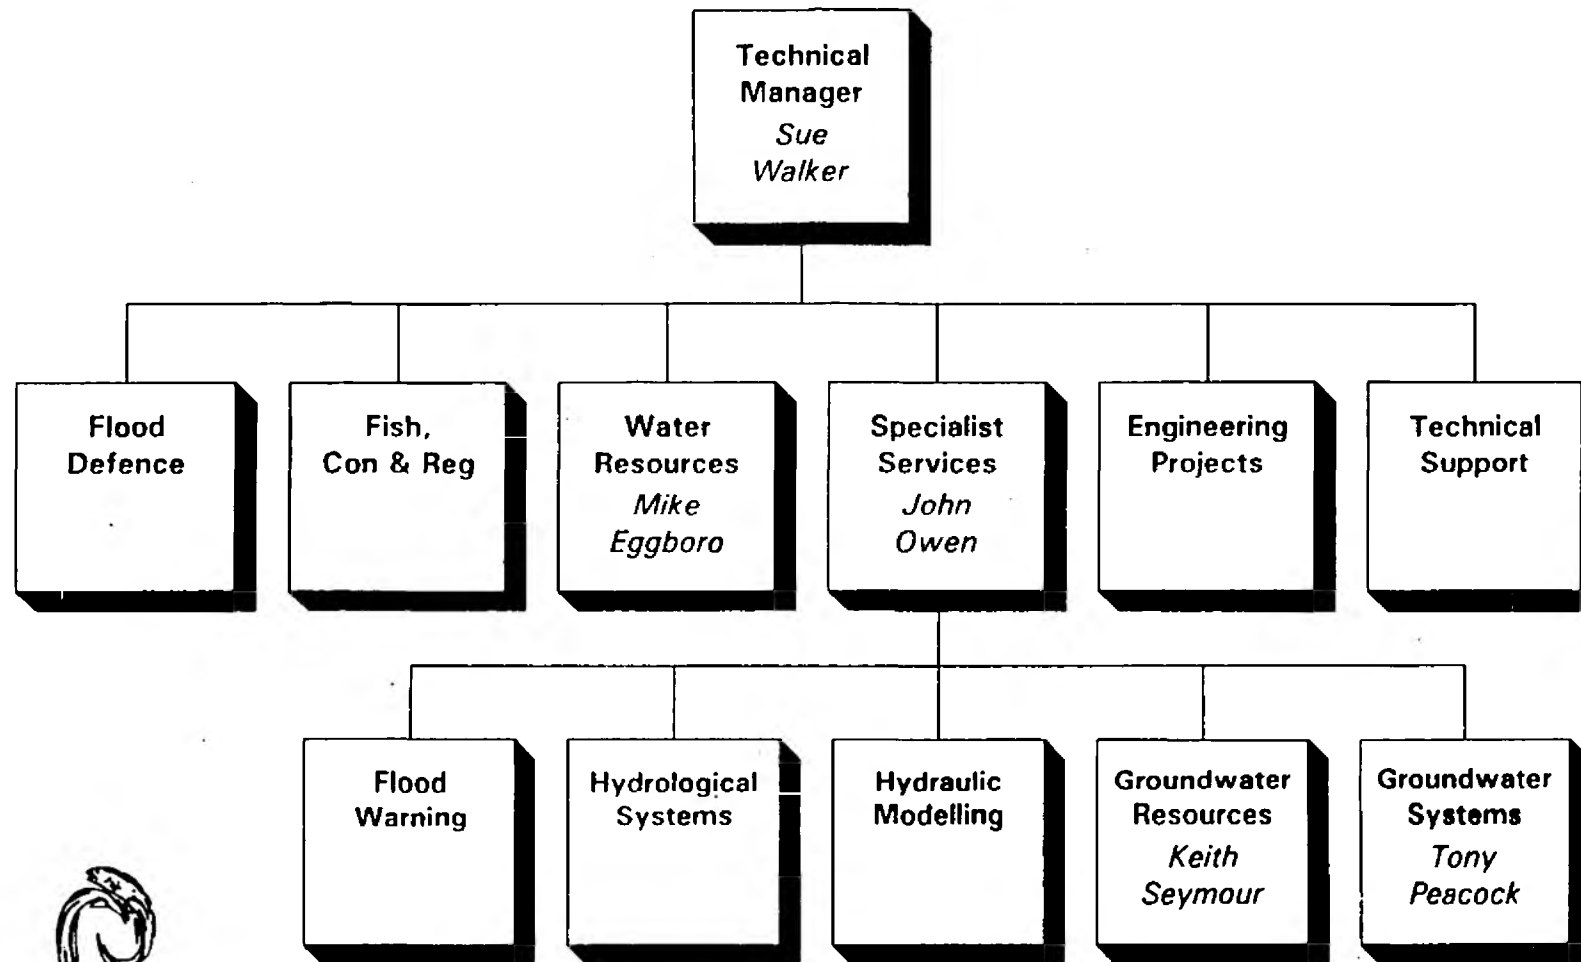 Technical
Manager
Sue
Walker
Flood
Defence
Fish,
Con & Reg
Water
Resources
Mike
Eggboro
Specialist
Services
John
Owen
Engineering
Projects
Technical
Support
Flood
Warning
Hydrological
Systems
Hydraulic
Modelling
Groundwater
Resources
Keith
Seymour
Groundwater
Systems
Tony
Peacock